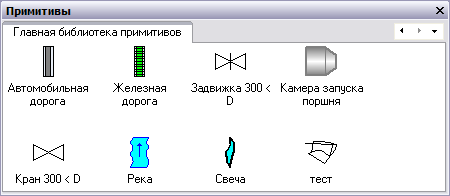 Примитивы
Главная библиотека примитивов
Автомобильная дорога
Железная дорога
Задвижка 300 < D
Камера запуска поршня
Кран 300 < D
Река
Свеча
тест